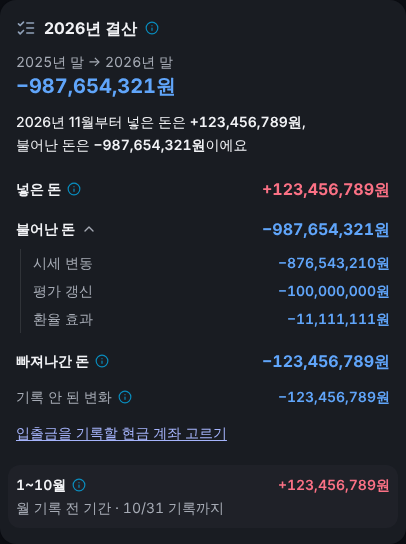 2026년 결산
2025년 말 → 2026년 말
−987,654,321원
2026년 11월부터 넣은 돈은 +123,456,789원,
불어난 돈은 −987,654,321원이에요
넣은 돈 +123,456,789원
불어난 돈 −987,654,321원
시세 변동 −876,543,210원
평가 갱신 −100,000,000원
환율 효과 −11,111,111원
빠져나간 돈 −123,456,789원
기록 안 된 변화 −123,456,789원
입출금을 기록할 현금 계좌 고르기
1~10월 +123,456,789원
월 기록 전 기간 · 10/31 기록까지